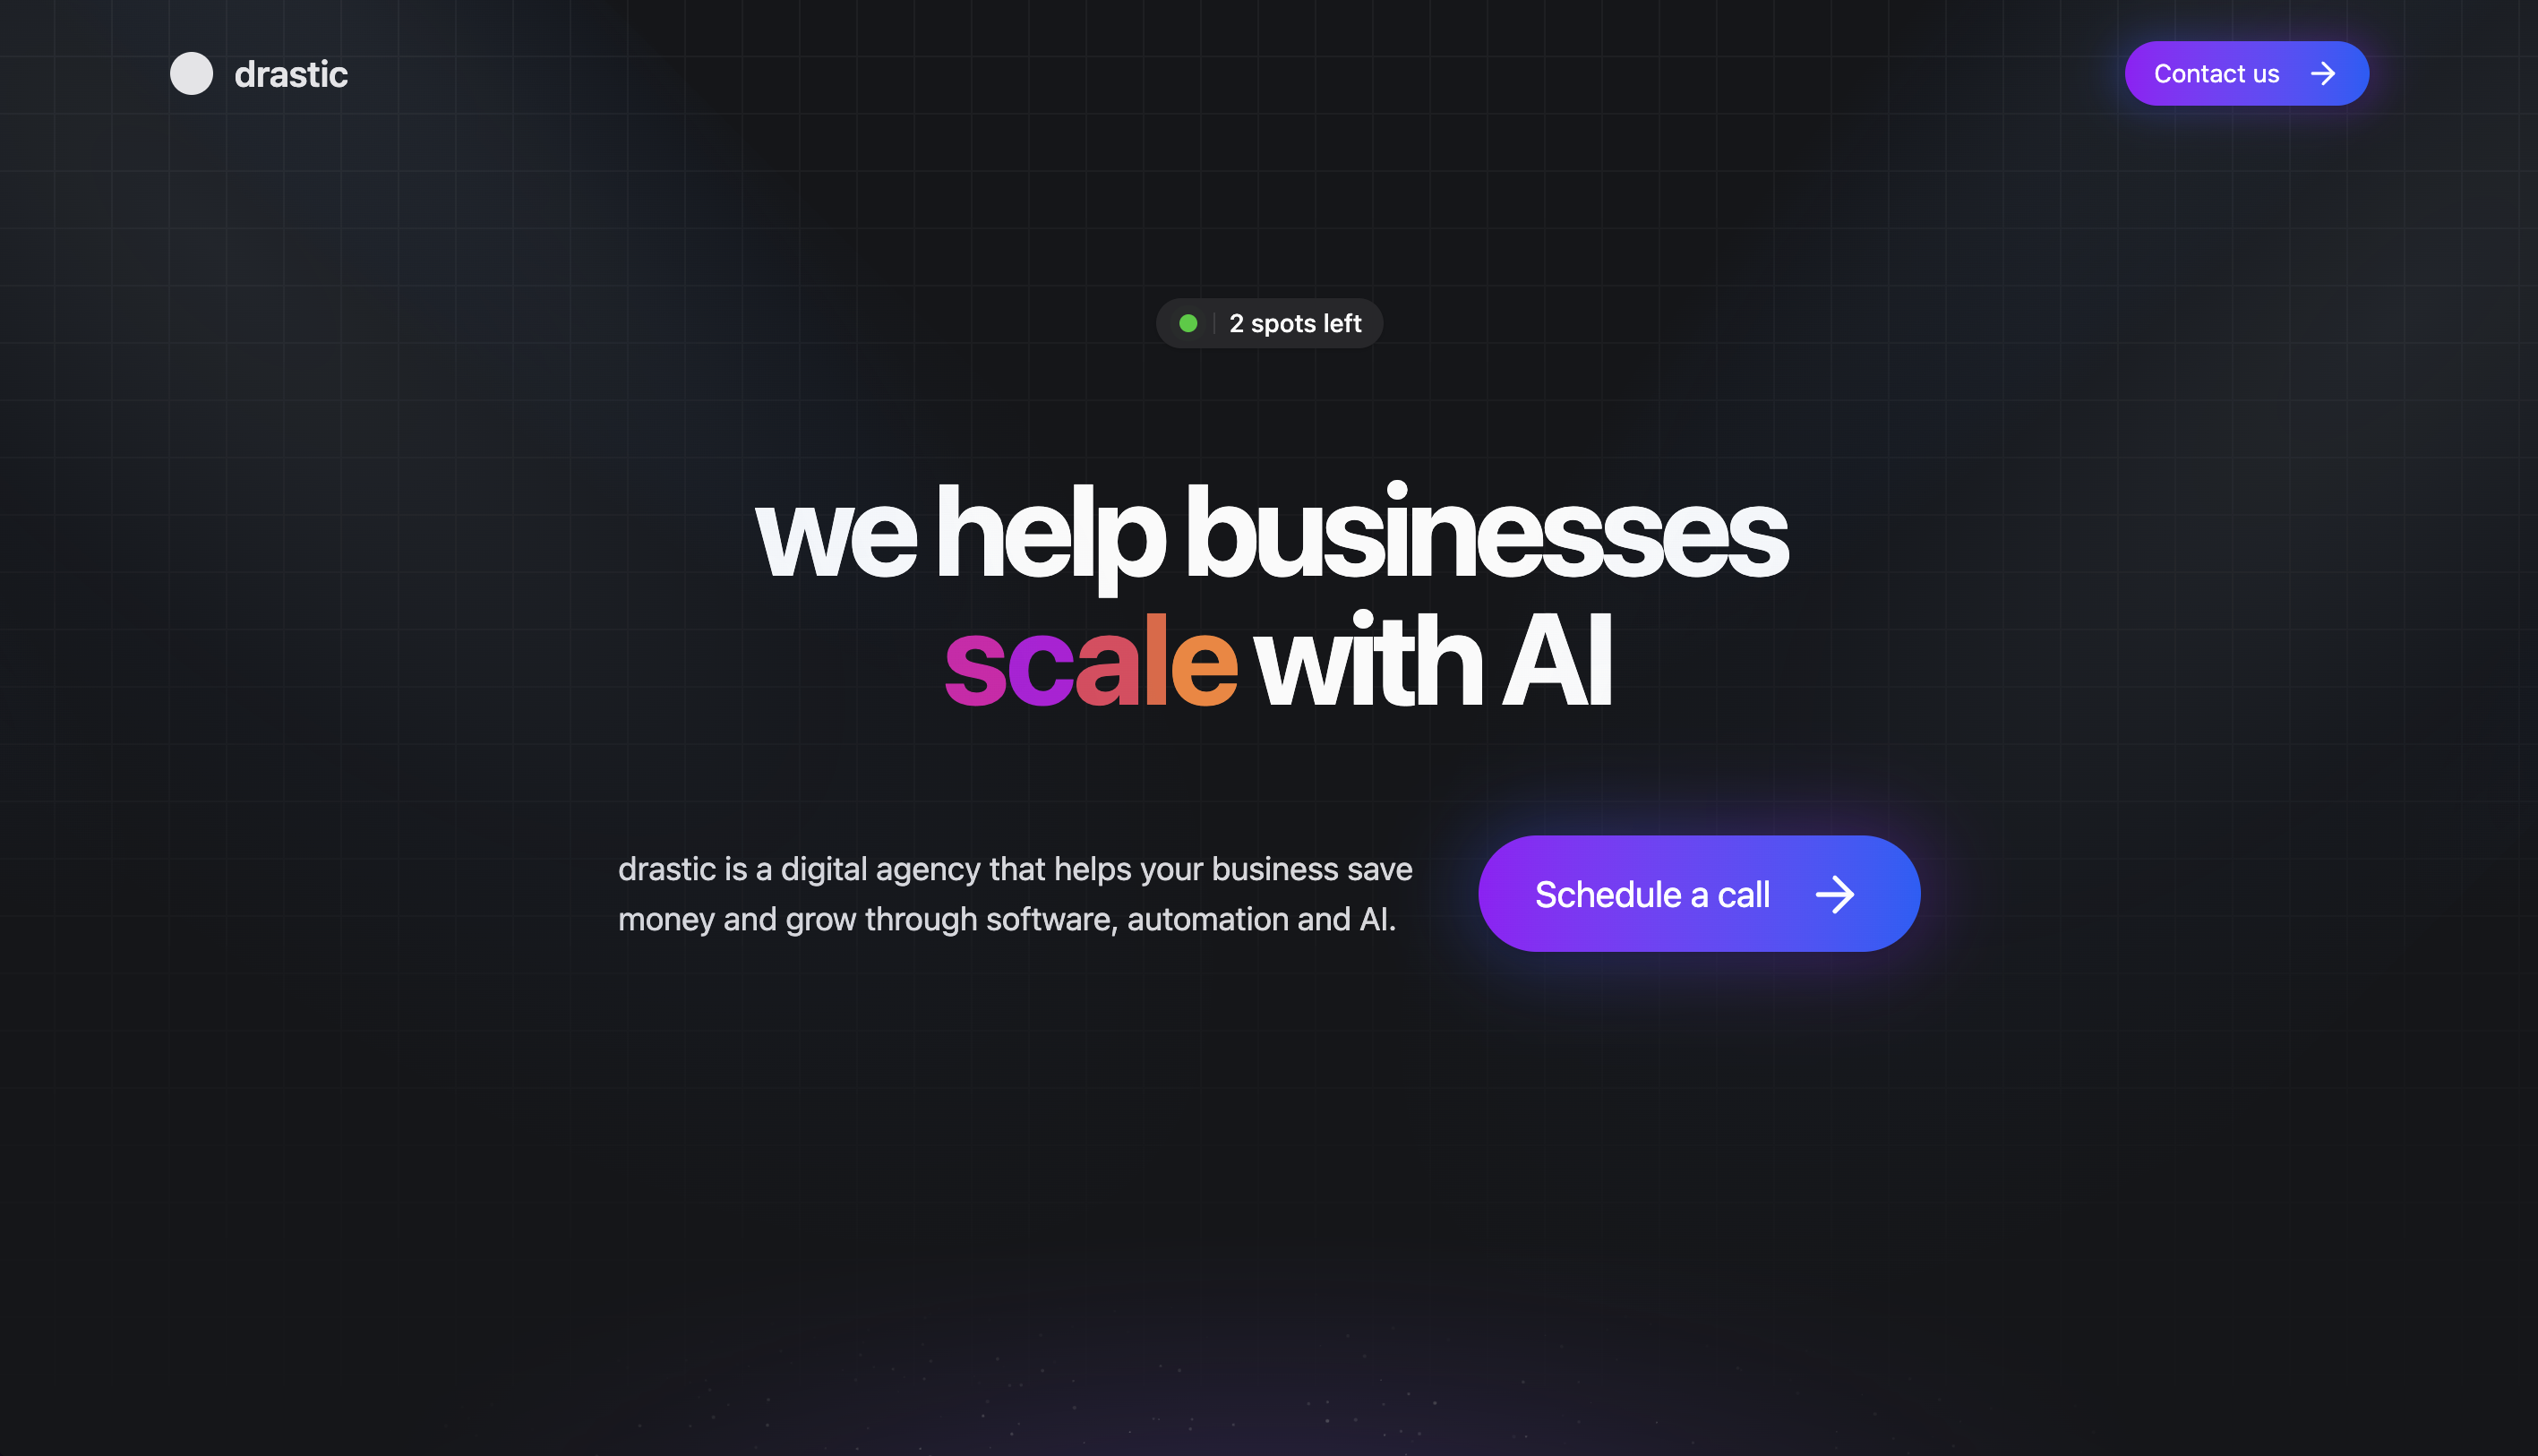 drastic
Contact us
2 spots left
we help businesses
scale with AI
drastic is a digital agency that helps your business save
money and grow through software, automation and AI.
Schedule a call